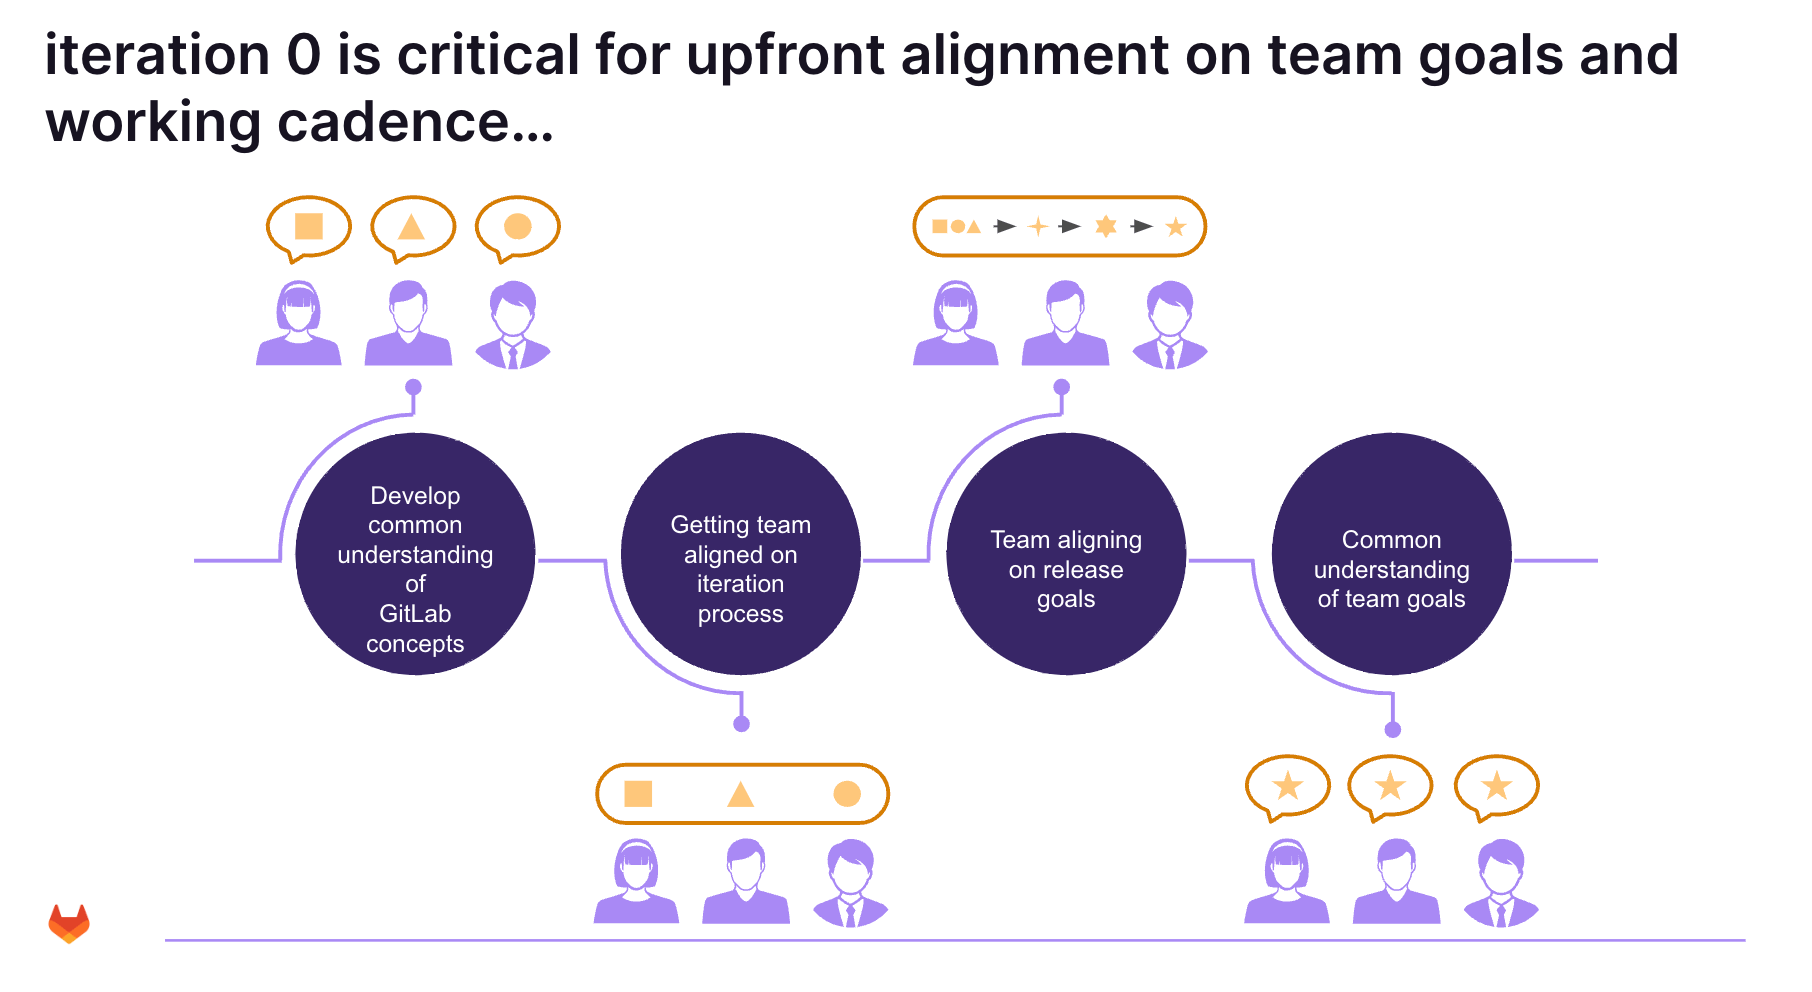 iteration 0 is critical for upfront alignment on team goals and
working cadence...
Develop
common
understanding
of
GitLab
concepts
Getting team
aligned on
iteration
process
Team aligning
on release
goals
Common
understanding
of team goals